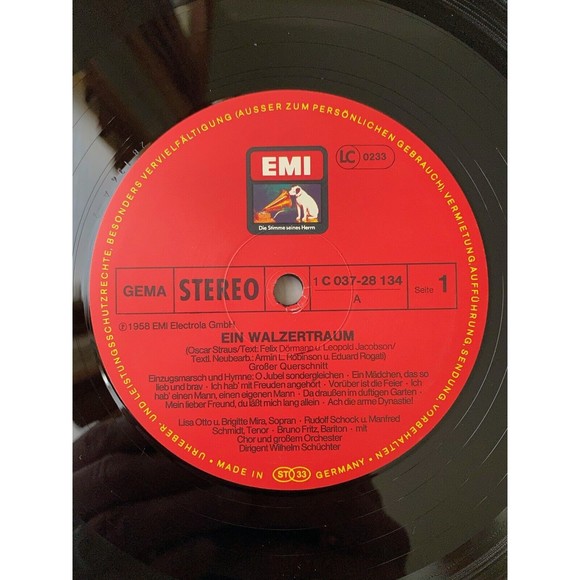 URHEBER- UND LEISTUNGSSCHUTZRECHTE, BESONDERS VERVIELFÄLTIGUNG (AUSSER ZUM PERSÖNLICHEN GEBRAUCH), VERMIETUNG, AUFFÜHRUNG, SENDUNG, VORBEHALTEN •
EMI
Die Stimme seines Herrn
LC 0233
GEMA STEREO 1 C 037-28 134 Seite 1
A
Ⓟ 1958 EMI Electrola GmbH
EIN WALZERTRAUM
(Oscar Straus/Text: Felix Dörmann u. Leopold Jacobson/
Textl. Neubearb.: Armin L. Robinson u. Eduard Rogati)
Großer Querschnitt
Einzugsmarsch und Hymne: O Jubel sondergleichen · Ein Mädchen, das so
lieb und brav · Ich hab' mit Freuden angehört · Vorüber ist die Feier · Ich
hab' einen Mann, einen eigenen Mann · Da draußen im duftigen Garten ·
Mein lieber Freund, du läßt mich lang allein · Ach die arme Dynastie!
Lisa Otto u. Brigitte Mira, Sopran · Rudolf Schock u. Manfred
Schmidt, Tenor · Bruno Fritz, Bariton · mit
Chor und großem Orchester
Dirigent Wilhelm Schüchter
• MADE IN ST 33 GERMANY •